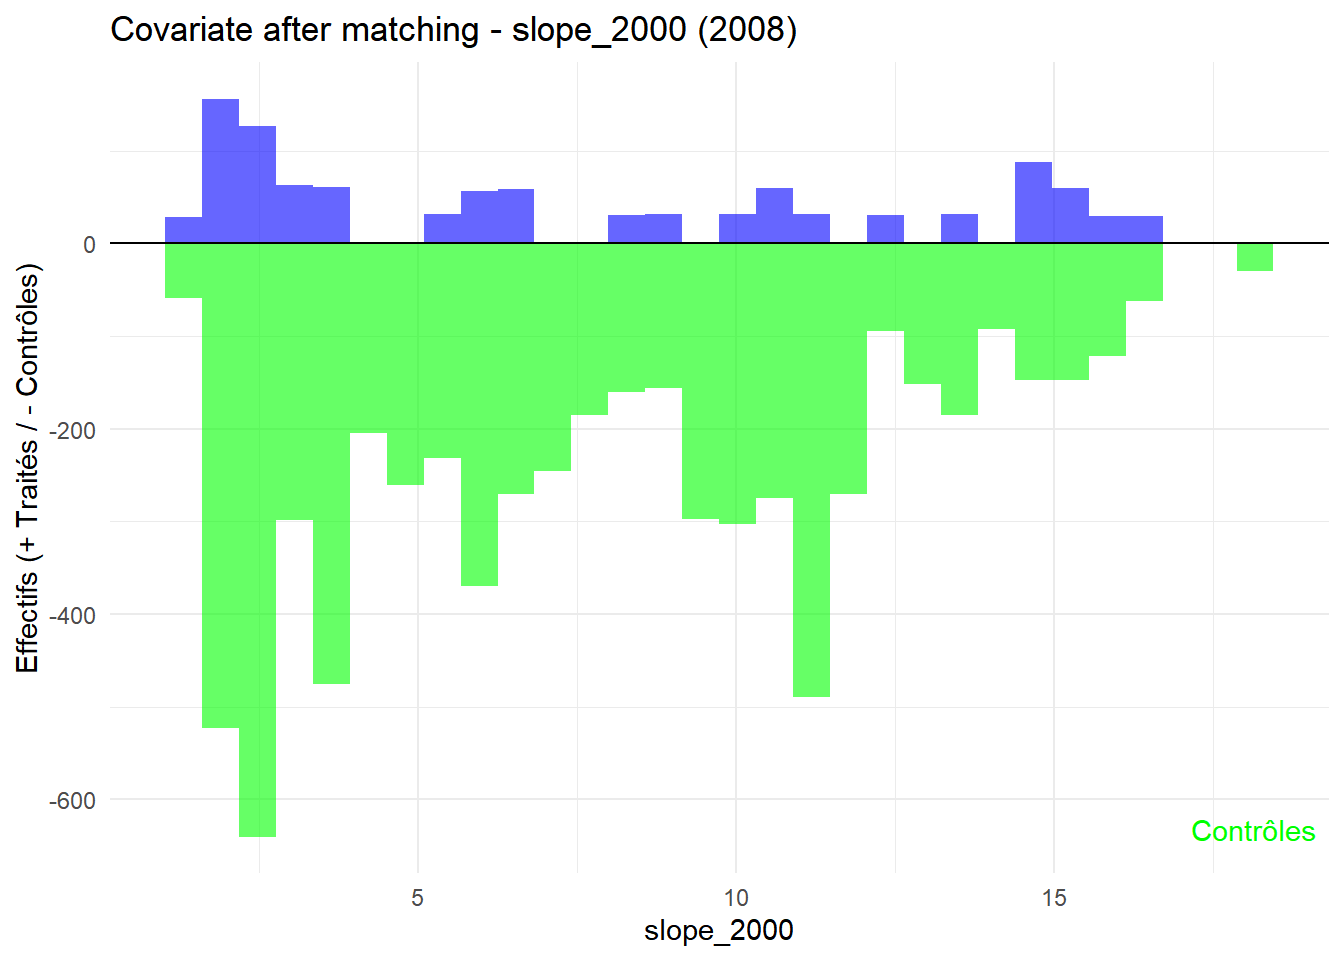 Covariate after matching - slope_2000 (2008)
Effectifs (+ Traités / - Contrôles)
0
-200
-400
-600
Contrôles
5
10
15
slope_2000